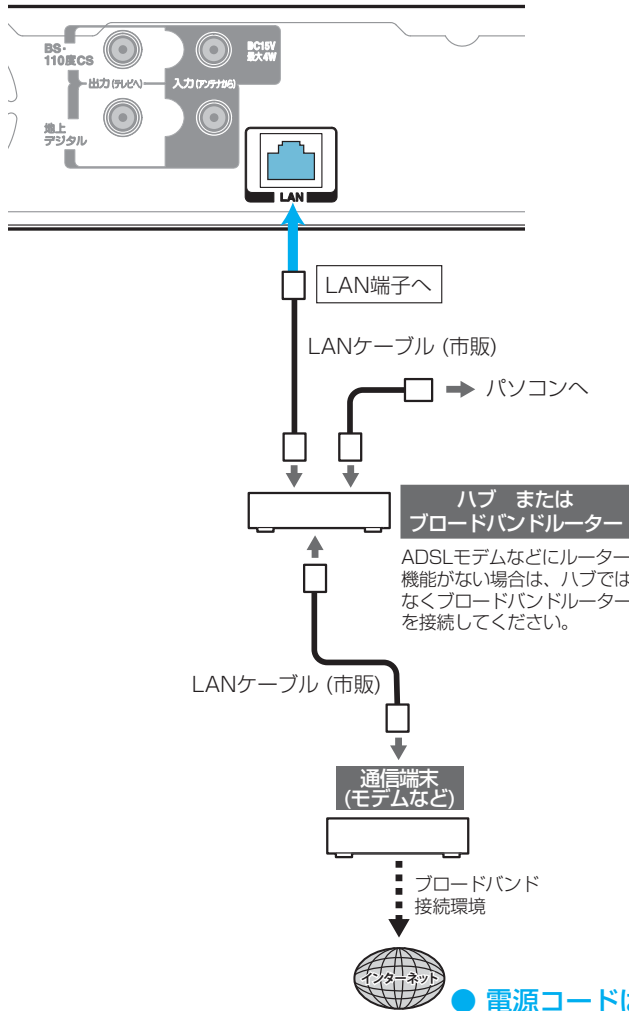 BS・
110度CS
DC15V
最大4W
出力(テレビへ)
入力(アンテナから)
地上
デジタル
LAN
LAN端子へ
LANケーブル (市販)
パソコンへ
ハブ または
ブロードバンドルーター
ADSLモデムなどにルーター
機能がない場合は、ハブでは
なくブロードバンドルーター
を接続してください。
LANケーブル (市販)
通信端末
(モデムなど)
ブロードバンド
接続環境
インターネット
● 電源コードは